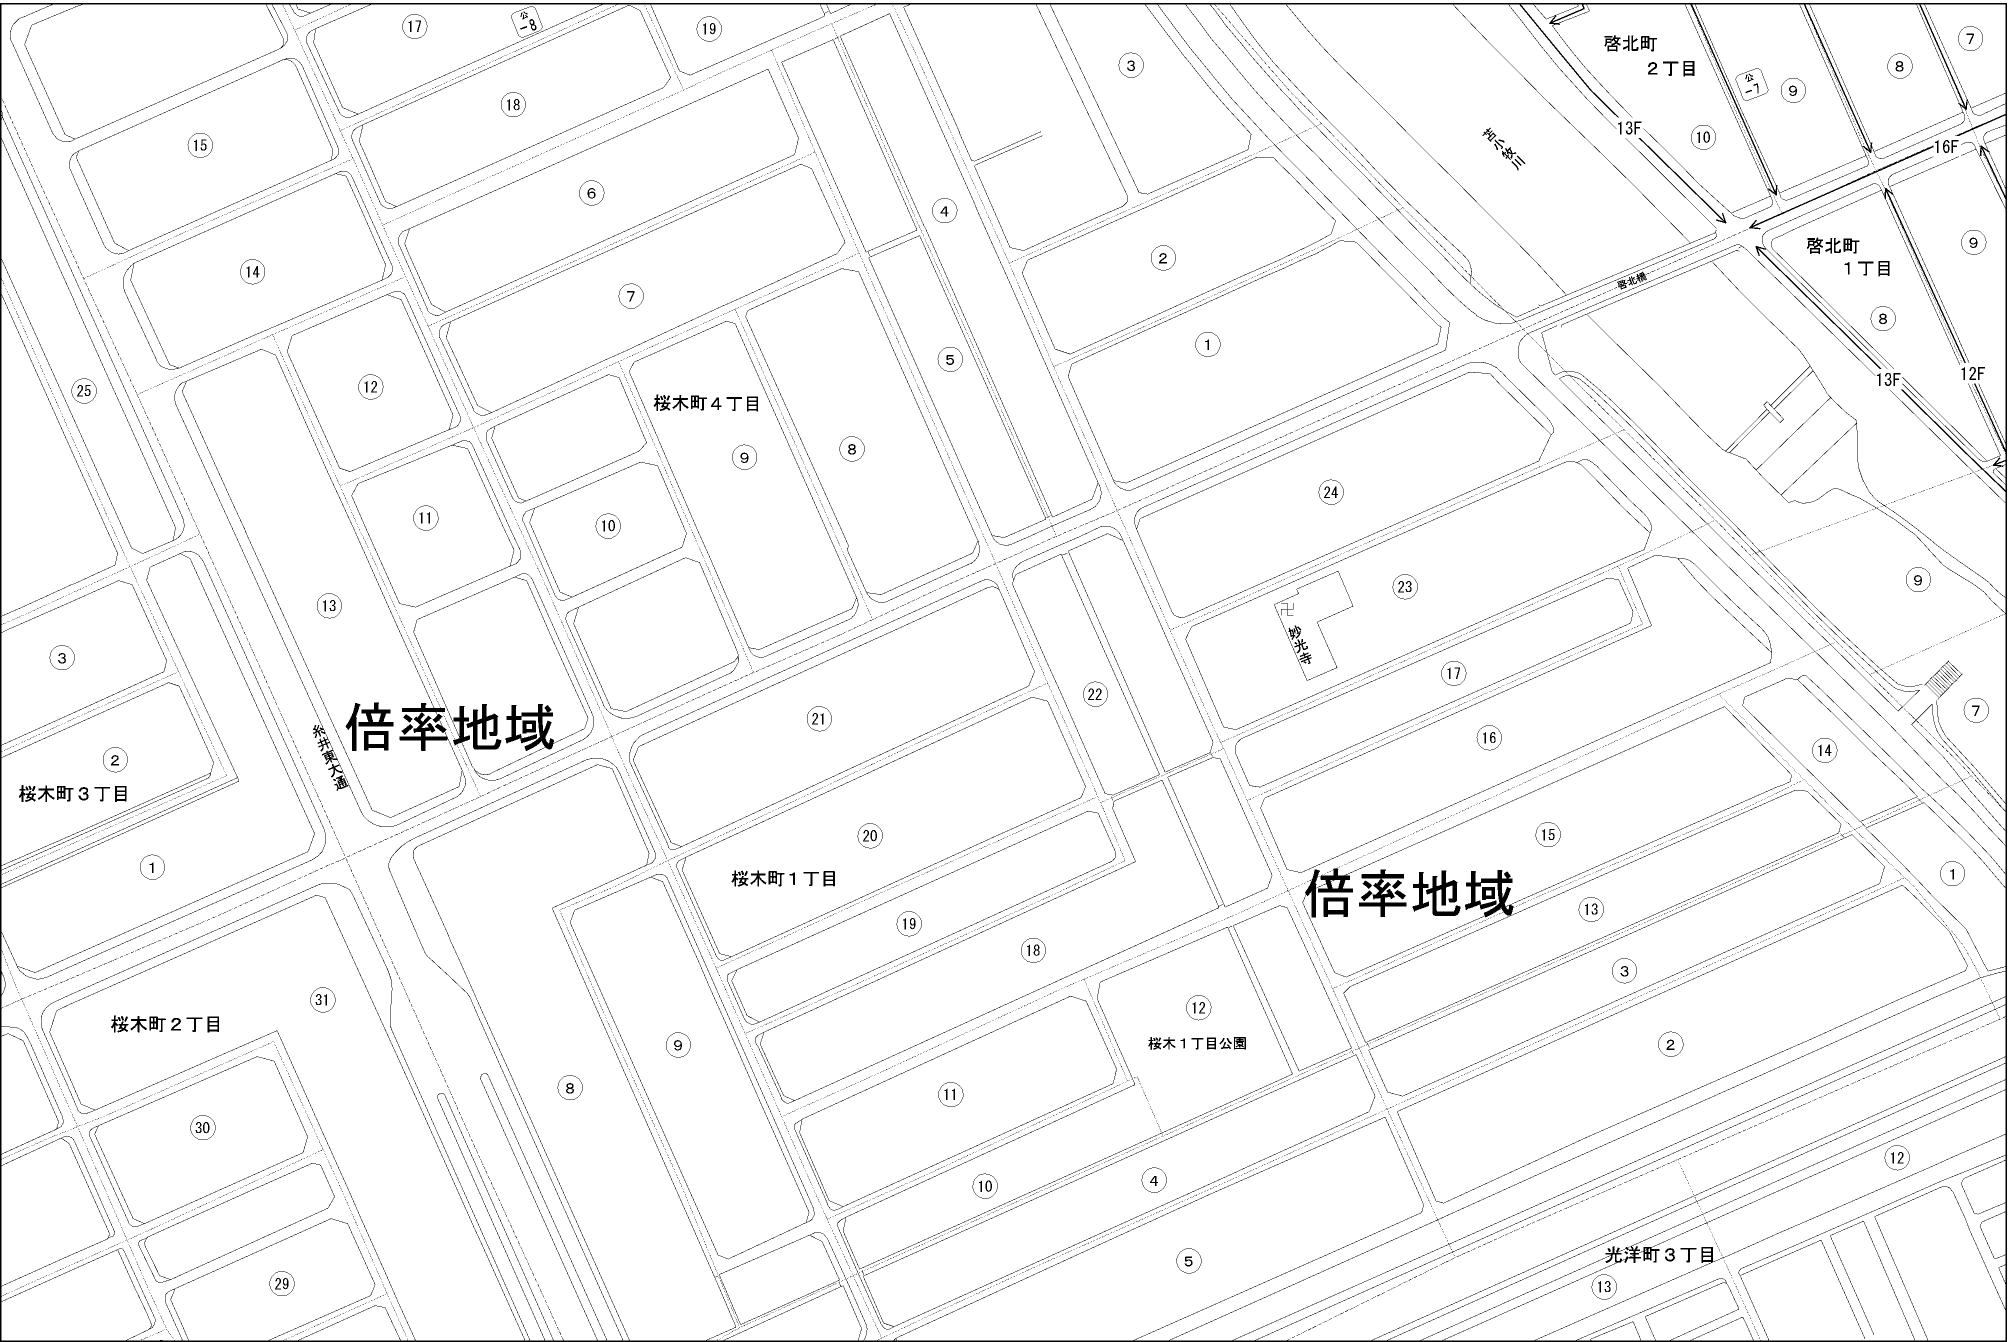 17
公
-8
19
3
啓北町
2丁目
公
-7
9
8
7
18
15
13F
10
16F
苫小牧川
6
4
14
2
啓北町
1丁目
9
7
啓北橋
8
1
5
25
12
桜木町4丁目
13F
12F
9
8
24
11
10
23
9
13
妙光寺
3
17
22
7
21
倍率地域
糸井東大通
16
14
2
桜木町3丁目
20
15
1
桜木町1丁目
倍率地域
1
19
13
18
3
31
12
桜木町2丁目
9
桜木1丁目公園
2
8
11
30
12
4
10
5
光洋町3丁目
29
13